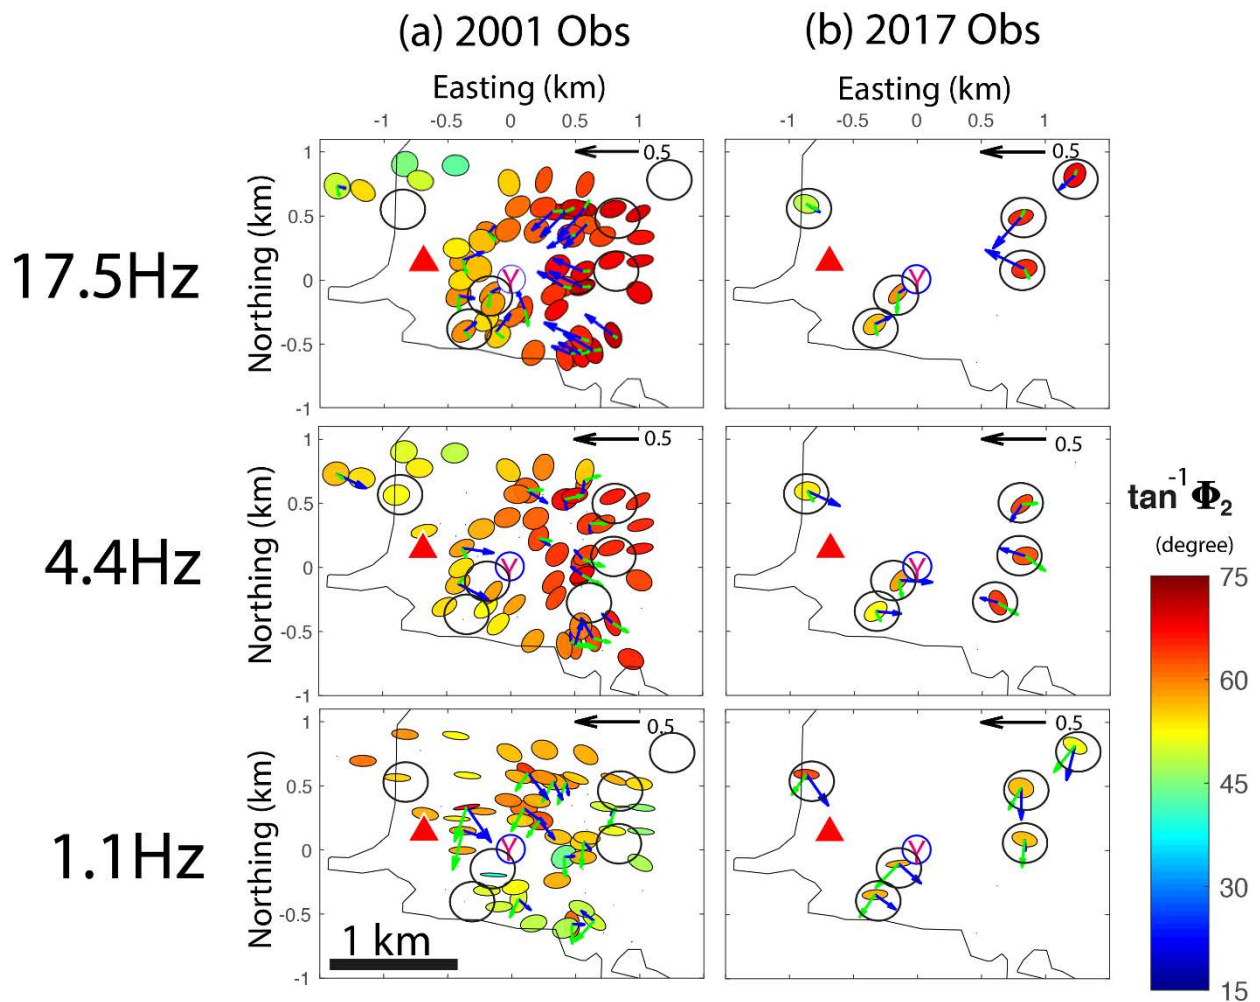 (a) 2001 Obs (b) 2017 Obs
Easting (km) Easting (km)
-1 -0.5 0 0.5 1 -1 -0.5 0 0.5 1
17.5Hz
Northing (km)
1
0.5
0
-0.5
-1
0.5
Y
0.5
Y
4.4Hz
Northing (km)
1
0.5
0
-0.5
-1
0.5
Y
0.5
Y
1.1Hz
Northing (km)
1
0.5
0
-0.5
-1
0.5
Y
1 km
0.5
Y
tan⁻¹ Φ₂
(degree)
75
60
45
30
15